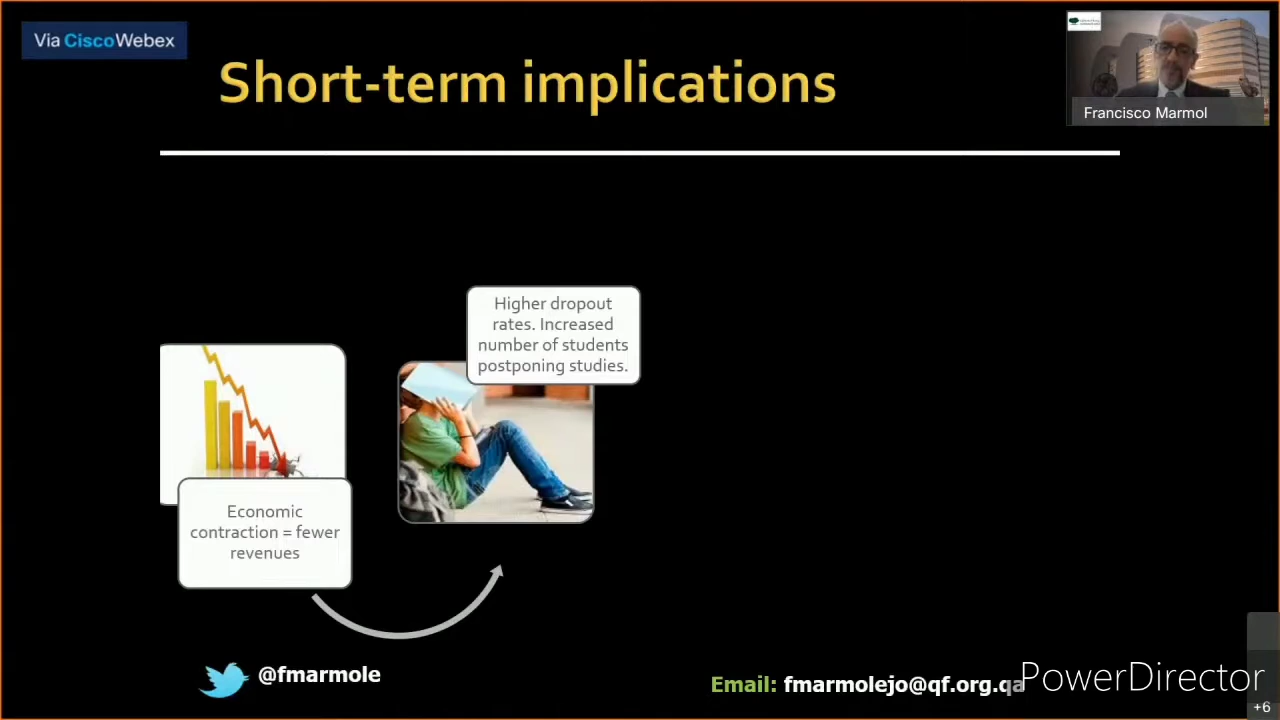 Via CiscoWebex
Short-term implications
Francisco Marmol
Higher dropout
rates. Increased
number of students
postponing studies.
Economic
contraction = fewer
revenues
@fmarmole
Email: fmarmolejo@qf.org.qa
PowerDirector
+6